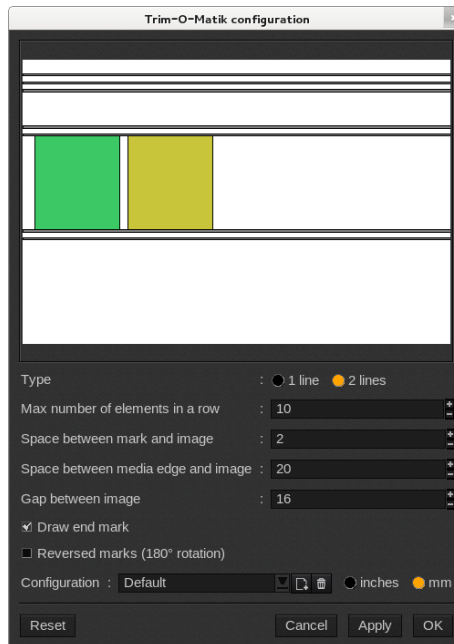 Trim-O-Matik configuration
Type : 1 line 2 lines
Max number of elements in a row : 10
Space between mark and image : 2
Space between media edge and image : 20
Gap between image : 16
Draw end mark
Reversed marks (180° rotation)
Configuration : Default inches mm
Reset Cancel Apply OK